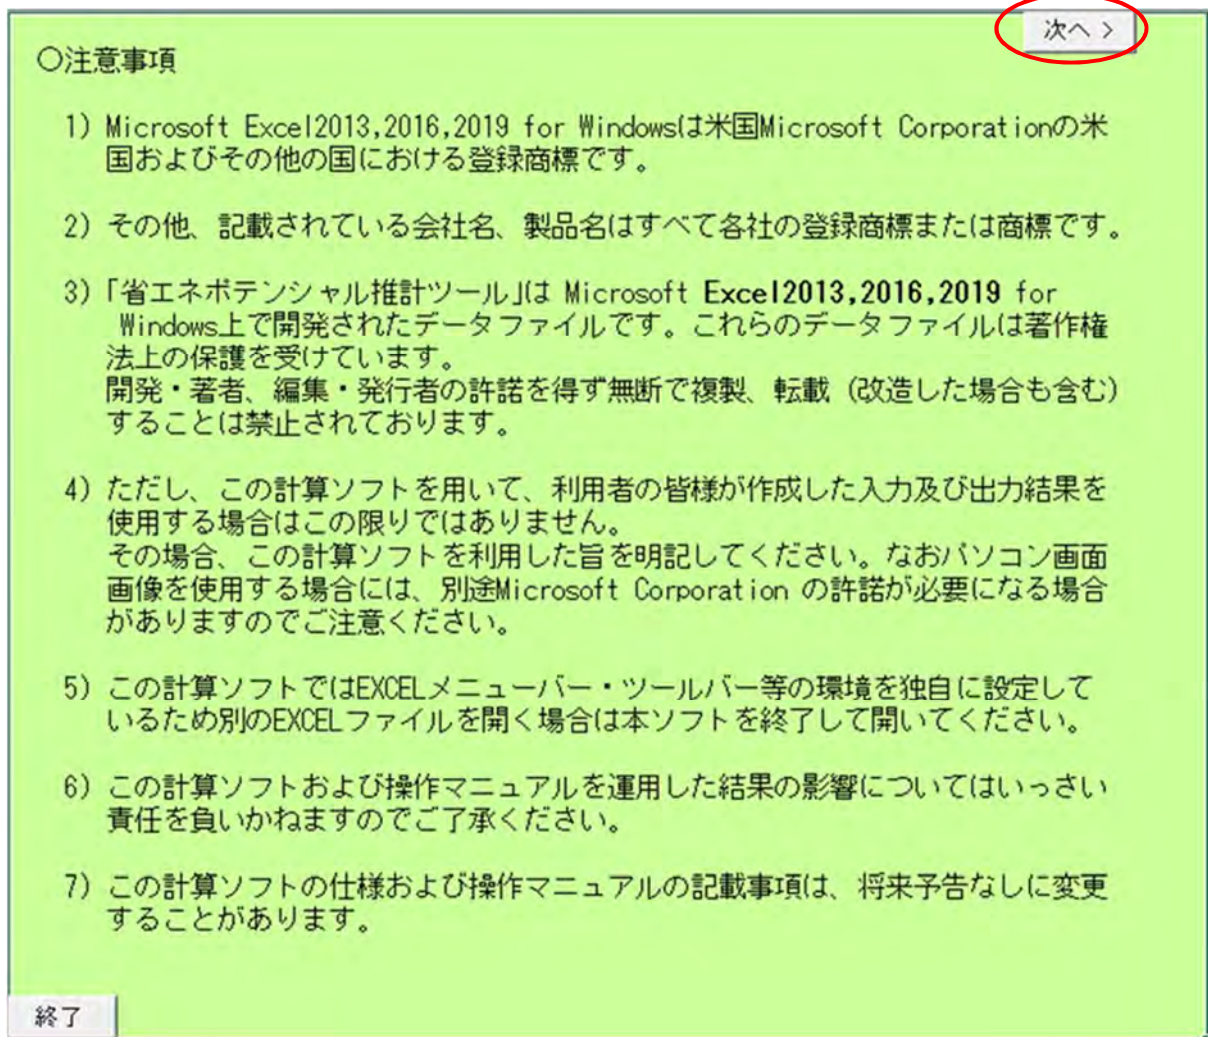 次へ >
○注意事項
1) Microsoft Excel2013,2016,2019 for Windowsは米国Microsoft Corporationの米
国およびその他の国における登録商標です。
2) その他、記載されている会社名、製品名はすべて各社の登録商標または商標です。
3)「省エネポテンシャル推計ツール」は Microsoft Excel2013,2016,2019 for
Windows上で開発されたデータファイルです。これらのデータファイルは著作権
法上の保護を受けています。
開発・著者、編集・発行者の許諾を得ず無断で複製、転載（改造した場合も含む）
することは禁止されております。
4) ただし、この計算ソフトを用いて、利用者の皆様が作成した入力及び出力結果を
使用する場合はこの限りではありません。
その場合、この計算ソフトを利用した旨を明記してください。なおパソコン画面
画像を使用する場合には、別途Microsoft Corporation の許諾が必要になる場合
がありますのでご注意ください。
5) この計算ソフトではEXCELメニューバー・ツールバー等の環境を独自に設定して
いるため別のEXCELファイルを開く場合は本ソフトを終了して開いてください。
6) この計算ソフトおよび操作マニュアルを運用した結果の影響についてはいっさい
責任を負いかねますのでご了承ください。
7) この計算ソフトの仕様および操作マニュアルの記載事項は、将来予告なしに変更
することがあります。
終了